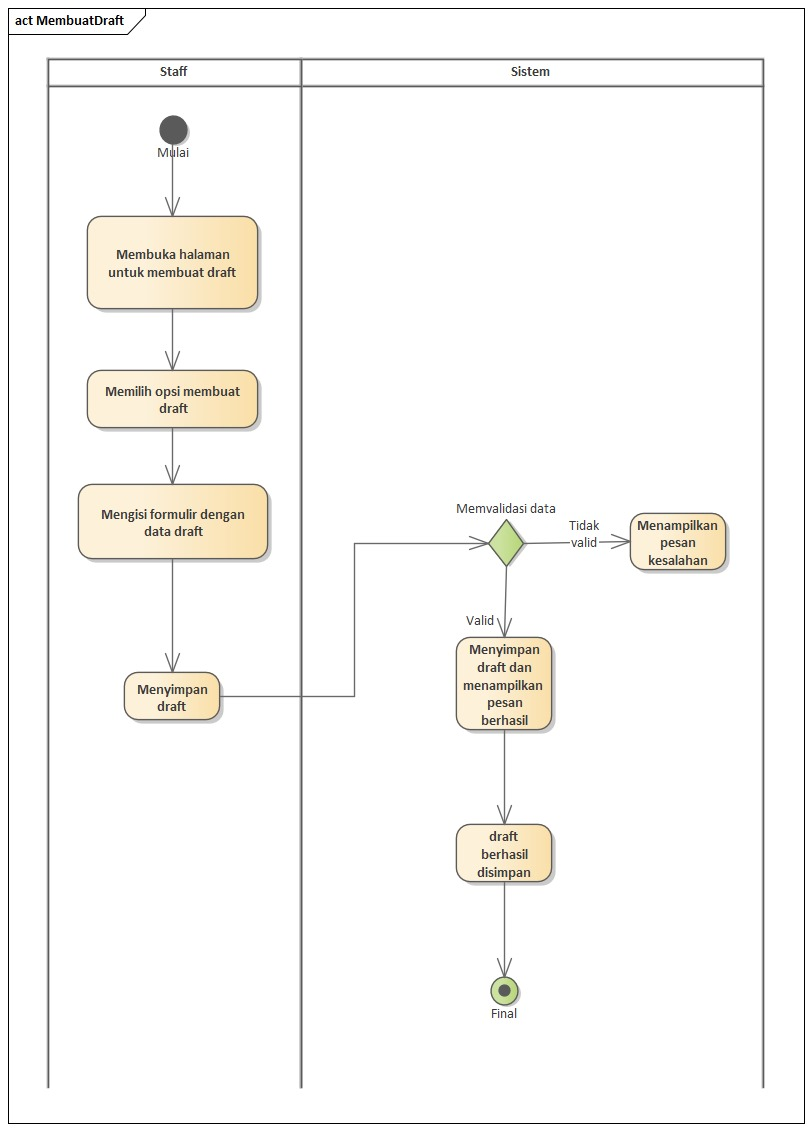 act MembuatDraft
Staff
Sistem
Mulai
Membuka halaman
untuk membuat draft
Memilih opsi membuat
draft
Mengisi formulir dengan
data draft
Menyimpan
draft
Memvalidasi data
Tidak
valid
Menampilkan
pesan
kesalahan
Valid
Menyimpan
draft dan
menampilkan
pesan
berhasil
draft
berhasil
disimpan
Final